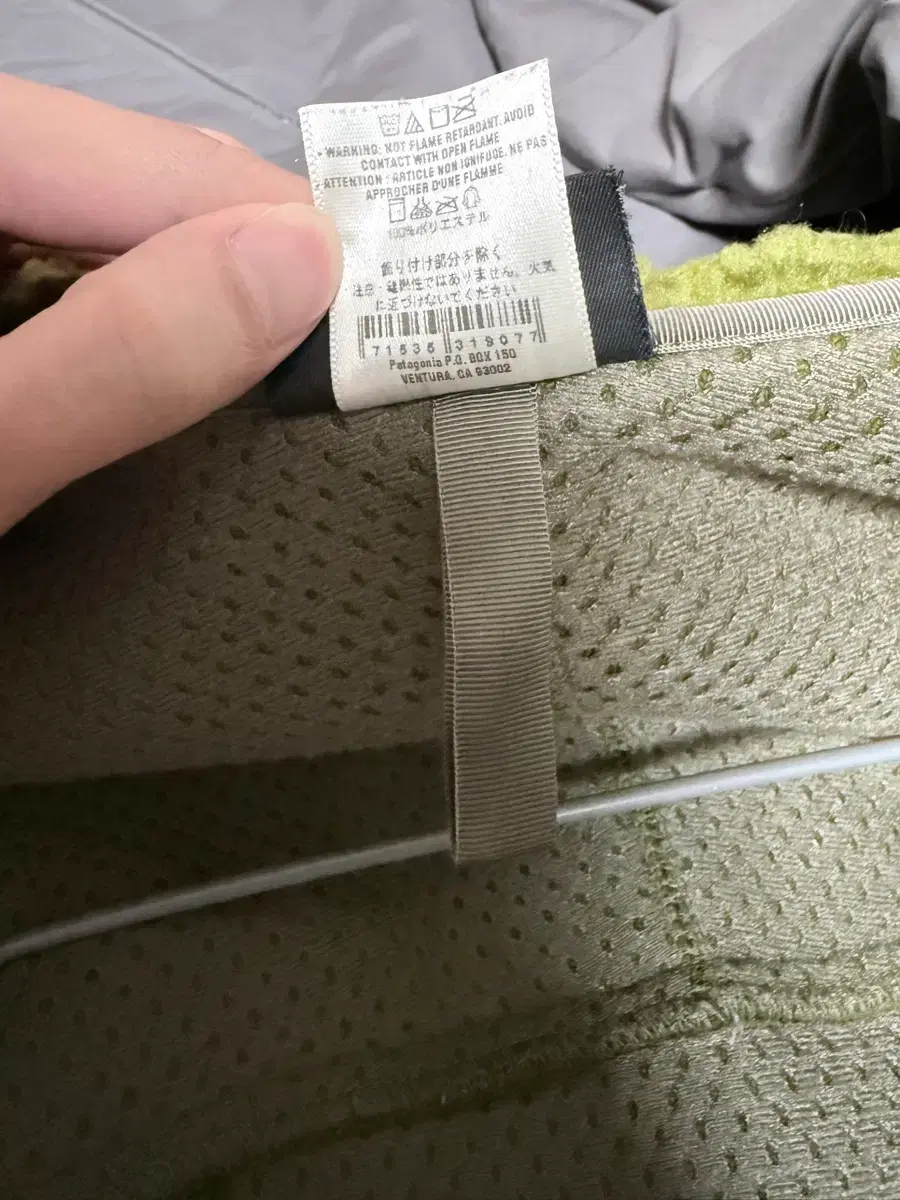 WARNING: NOT FLAME RETARDANT. AVOID
CONTACT WITH OPEN FLAME
ATTENTION : ARTICLE NON IGNIFUGE. NE PAS
APPROCHER D'UNE FLAMME
100%ポリエステル
飾り付け部分を除く
注意:難燃性ではありません、火気
に近づけないでください
71535 319077
Patagonia P.O. BOX 150
VENTURA, CA 93002